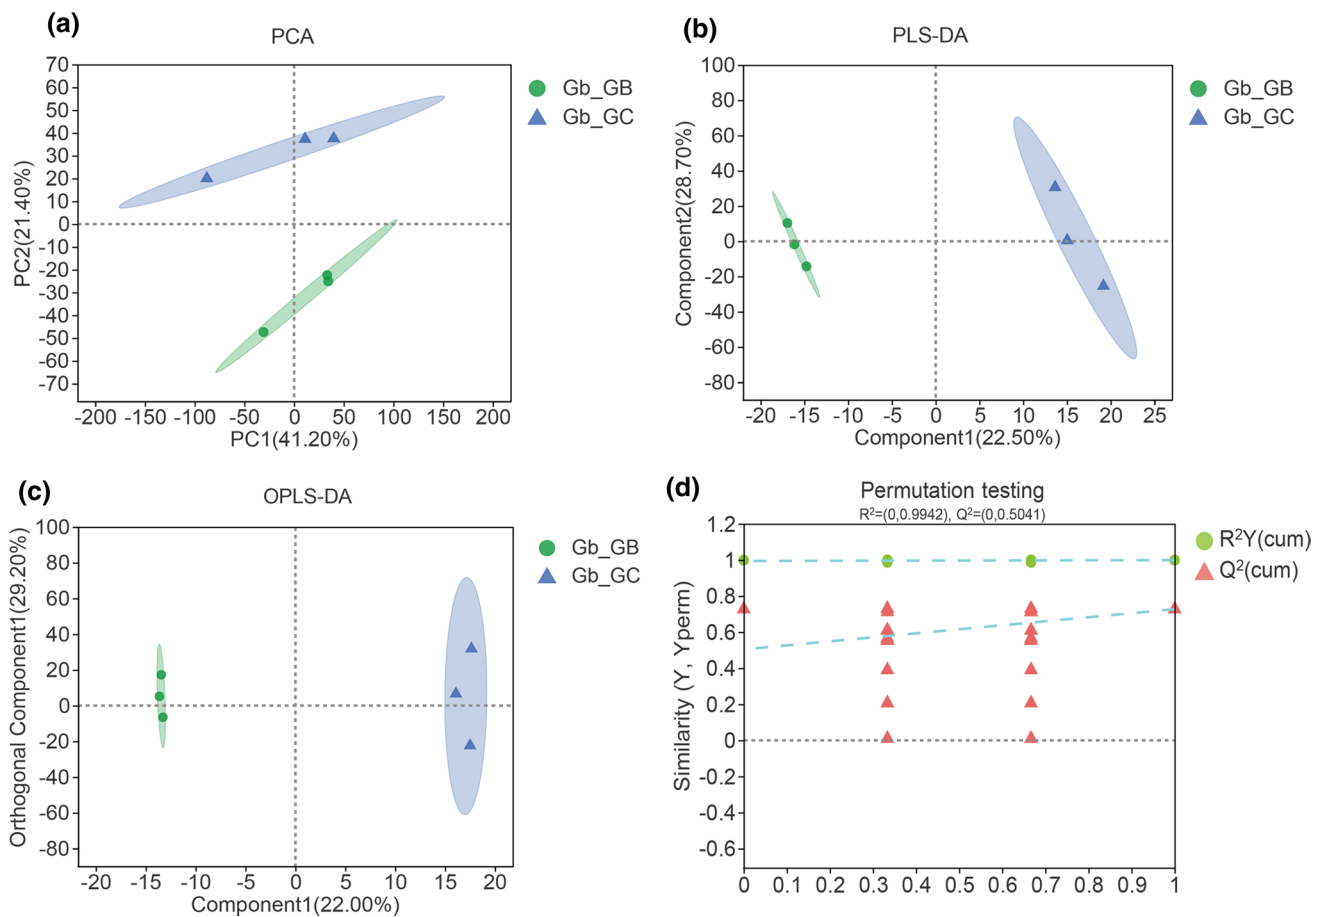 (a)
PCA
70
60
50
40
30
20
10
0
-10
-20
-30
-40
-50
-60
-70
PC2(21.40%)
-200 -150 -100 -50 0 50 100 150 200
PC1(41.20%)
Gb_GB
Gb_GC
(b)
PLS-DA
100
80
60
40
20
0
-20
-40
-60
-80
Component2(28.70%)
-20 -15 -10 -5 0 5 10 15 20 25
Component1(22.50%)
Gb_GB
Gb_GC
(c)
OPLS-DA
100
80
60
40
20
0
-20
-40
-60
-80
Orthogonal Component1(29.20%)
-20 -15 -10 -5 0 5 10 15 20
Component1(22.00%)
Gb_GB
Gb_GC
(d)
Permutation testing
R²=(0,0.9942), Q²=(0,0.5041)
1.2
1
0.8
0.6
0.4
0.2
0
-0.2
-0.4
-0.6
Similarity (Y, Yperm)
0 0.1 0.2 0.3 0.4 0.5 0.6 0.7 0.8 0.9 1
R²Y(cum)
Q²(cum)